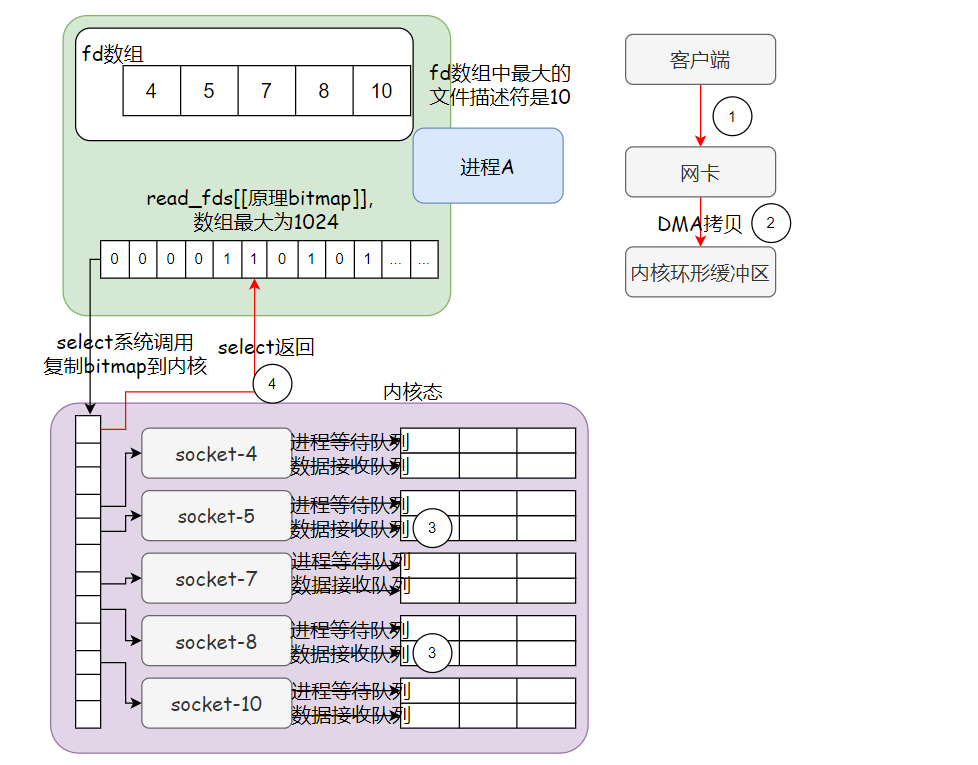 fd数组
4 5 7 8 10
fd数组中最大的
文件描述符是10
进程A
read_fds[[原理bitmap]],
数组最大为1024
0 0 0 0 1 1 0 1 0 1 ... ...
select系统调用
复制bitmap到内核
select返回
4
客户端
1
网卡
DMA拷贝
2
内核环形缓冲区
内核态
socket-4
进程等待队列
数据接收队列
socket-5
进程等待队列
数据接收队列
3
socket-7
进程等待队列
数据接收队列
socket-8
进程等待队列
数据接收队列
3
socket-10
进程等待队列
数据接收队列